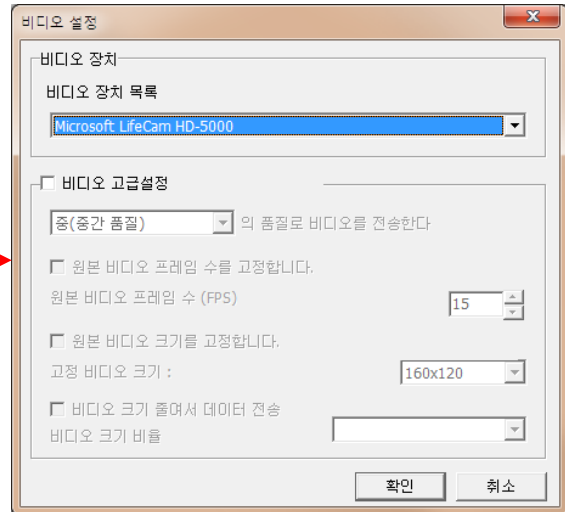 비디오 설정
비디오 장치
비디오 장치 목록
Microsoft LifeCam HD-5000
비디오 고급설정
중(중간 품질) 의 품질로 비디오를 전송한다
원본 비디오 프레임 수를 고정합니다.
원본 비디오 프레임 수 (FPS) 15
원본 비디오 크기를 고정합니다.
고정 비디오 크기 : 160x120
비디오 크기 줄여서 데이터 전송
비디오 크기 비율
확인 취소